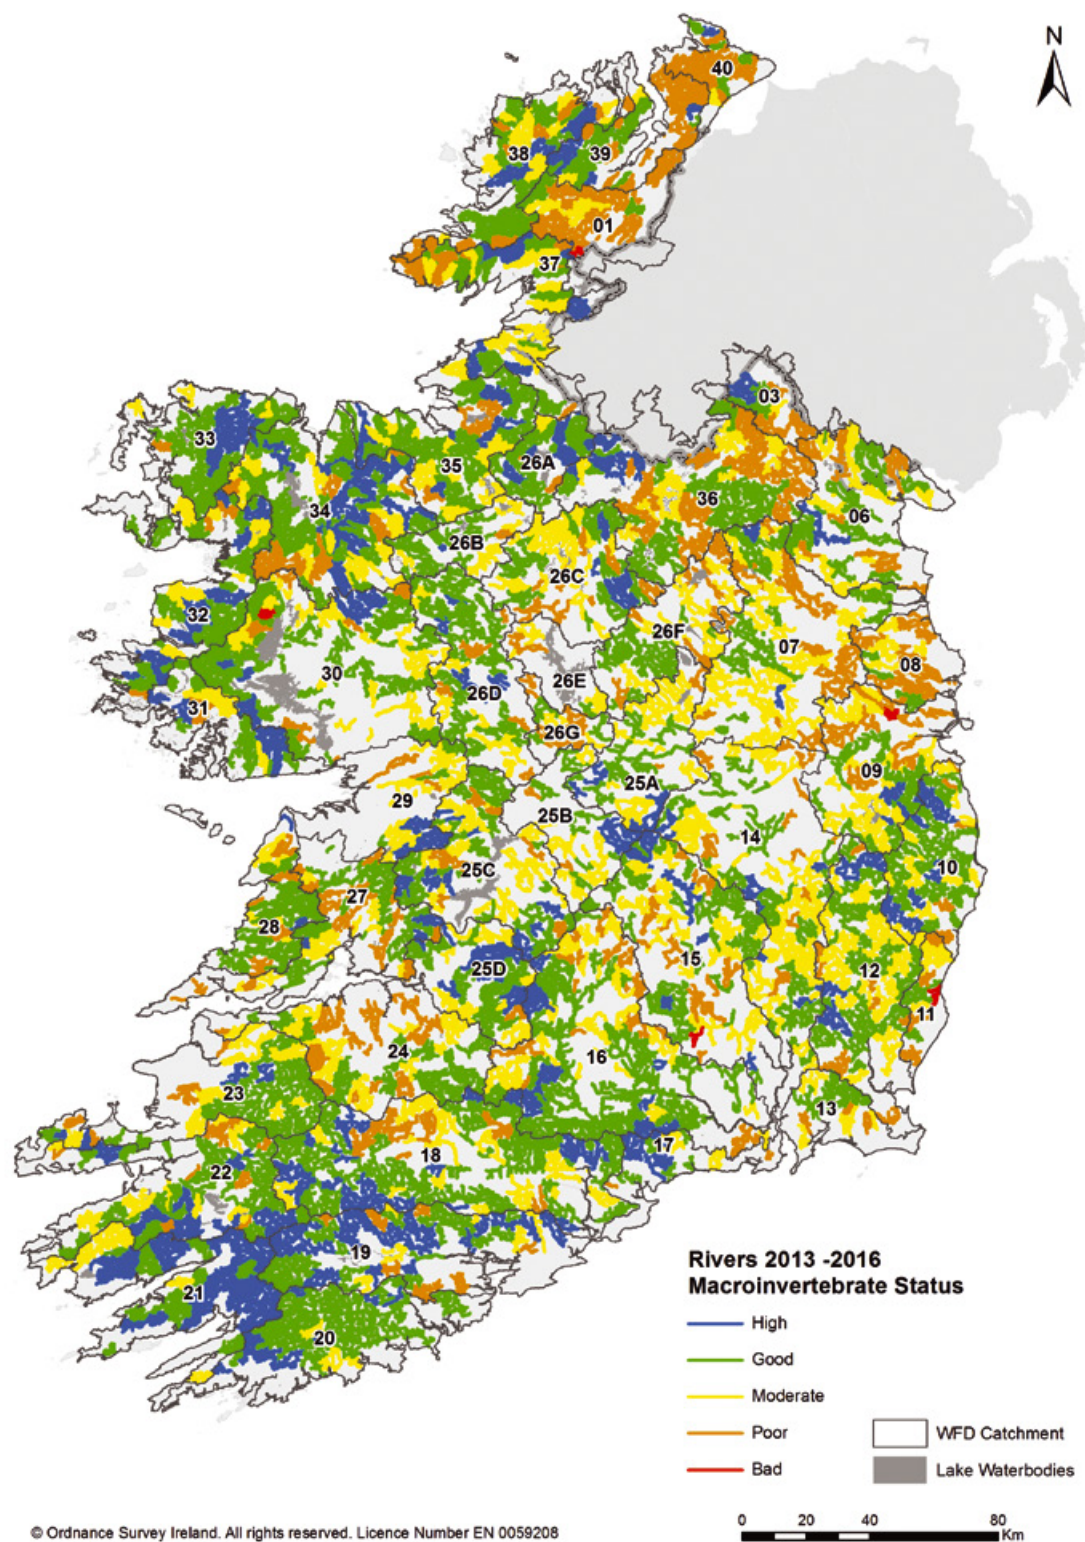 N
40
38
39
01
37
03
33
26A
35
36
06
34
26B
26C
32
26F
07
08
30
26D
26E
31
26G
09
29
25A
25B
14
25C
10
27
28
25D
15
12
11
24
16
23
13
17
18
22
19
21
20
Rivers 2013 -2016
Macroinvertebrate Status
High
Good
Moderate
Poor
WFD Catchment
Bad
Lake Waterbodies
© Ordnance Survey Ireland. All rights reserved. Licence Number EN 0059208
0 20 40 80
Km